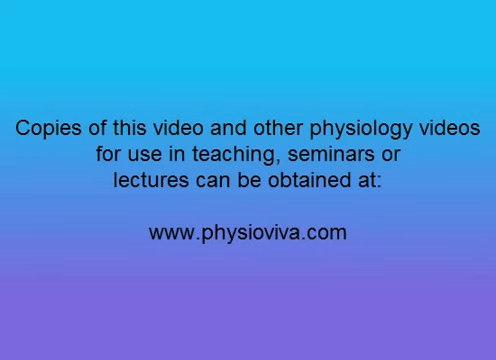 Copies of this video and other physiology videos
for use in teaching, seminars or
lectures can be obtained at:
www.physioviva.com